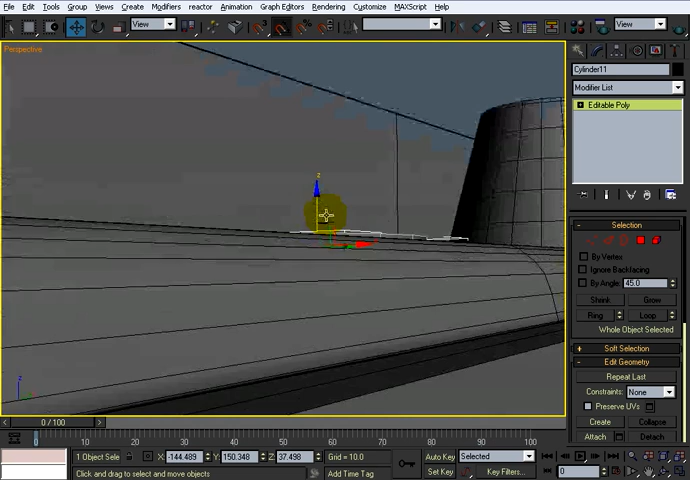 File Edit Tools Group Views Create Modifiers reactor Animation Graph Editors Rendering Customize MAXScript Help
View
View
Perspective
z
z
Cylinder11
Modifier List
Editable Poly
- Selection
By Vertex
Ignore Backfacing
By Angle: 45.0
Shrink Grow
Ring Loop
Whole Object Selected
+ Soft Selection
- Edit Geometry
Repeat Last
Constraints: None
Preserve UVs
Create Collapse
Attach Detach
0 / 100
0 10 20 30 40 50 60 70 80 90 100
1 Object Sele X: -144.489 Y: 150.348 Z: 37.498 Grid = 10.0 Auto Key Selected
Click and drag to select and move objects Add Time Tag Set Key Key Filters... 0